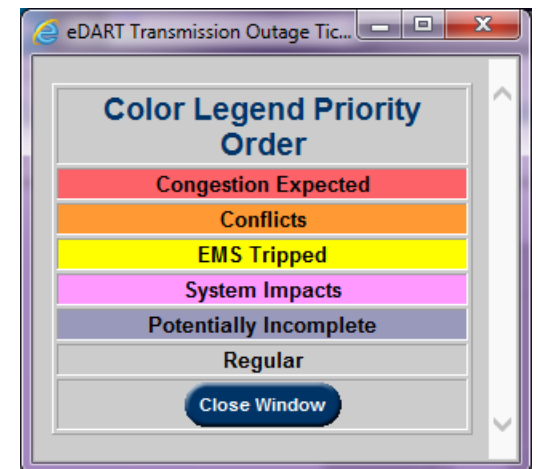 eDART Transmission Outage Tic...
Color Legend Priority
Order
Congestion Expected
Conflicts
EMS Tripped
System Impacts
Potentially Incomplete
Regular
Close Window